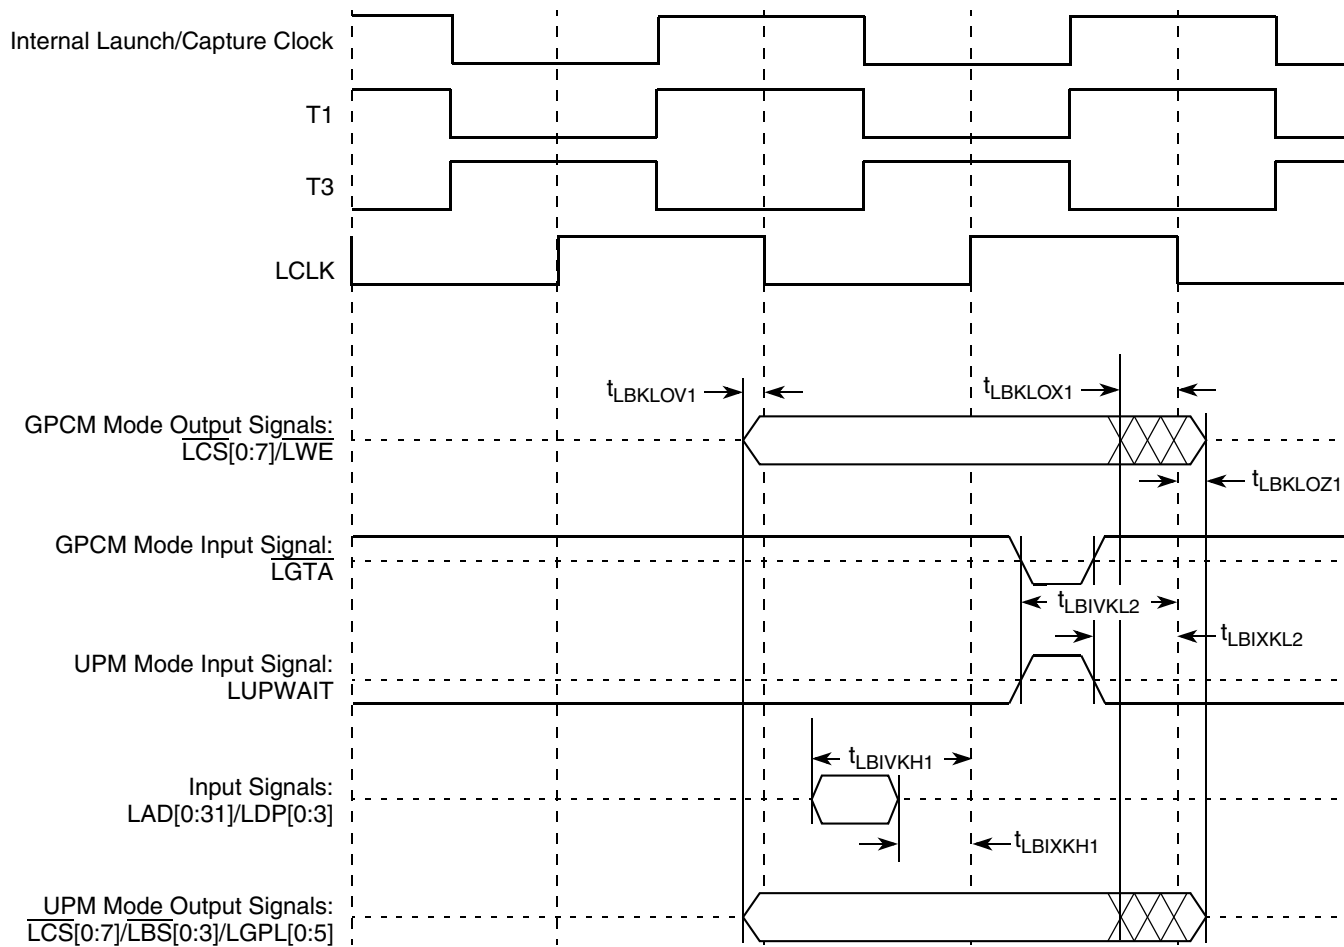 Internal Launch/Capture Clock
T1
T3
LCLK
tLBKLOV1
tLBKLOX1
GPCM Mode Output Signals:
LCS[0:7]/LWE
tLBKLOZ1
GPCM Mode Input Signal:
LGTA
tLBIVKL2
tLBIXKL2
UPM Mode Input Signal:
LUPWAIT
tLBIVKH1
Input Signals:
LAD[0:31]/LDP[0:3]
tLBIXKH1
UPM Mode Output Signals:
LCS[0:7]/LBS[0:3]/LGPL[0:5]